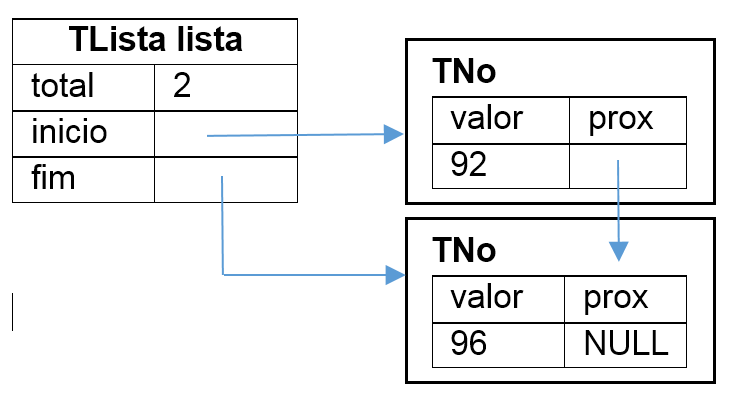 TLista lista
total 2
inicio
fim
TNo
valor prox
92
TNo
valor prox
96 NULL